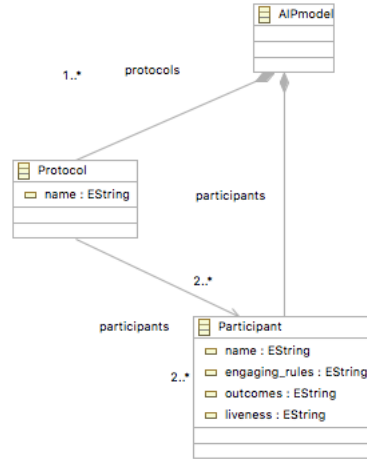 AIPmodel
protocols
1..*
Protocol
name : EString
participants
2..*
participants
Participant
2..*
name : EString
engaging_rules : EString
outcomes : EString
liveness : EString